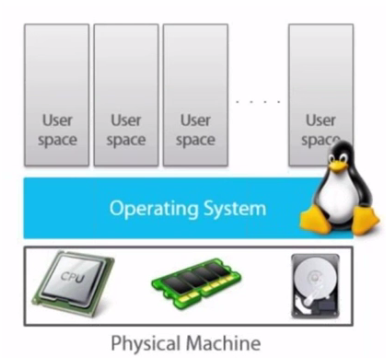 User
space
User
space
User
space
. . . .
User
space
Operating System
CPU
Physical Machine